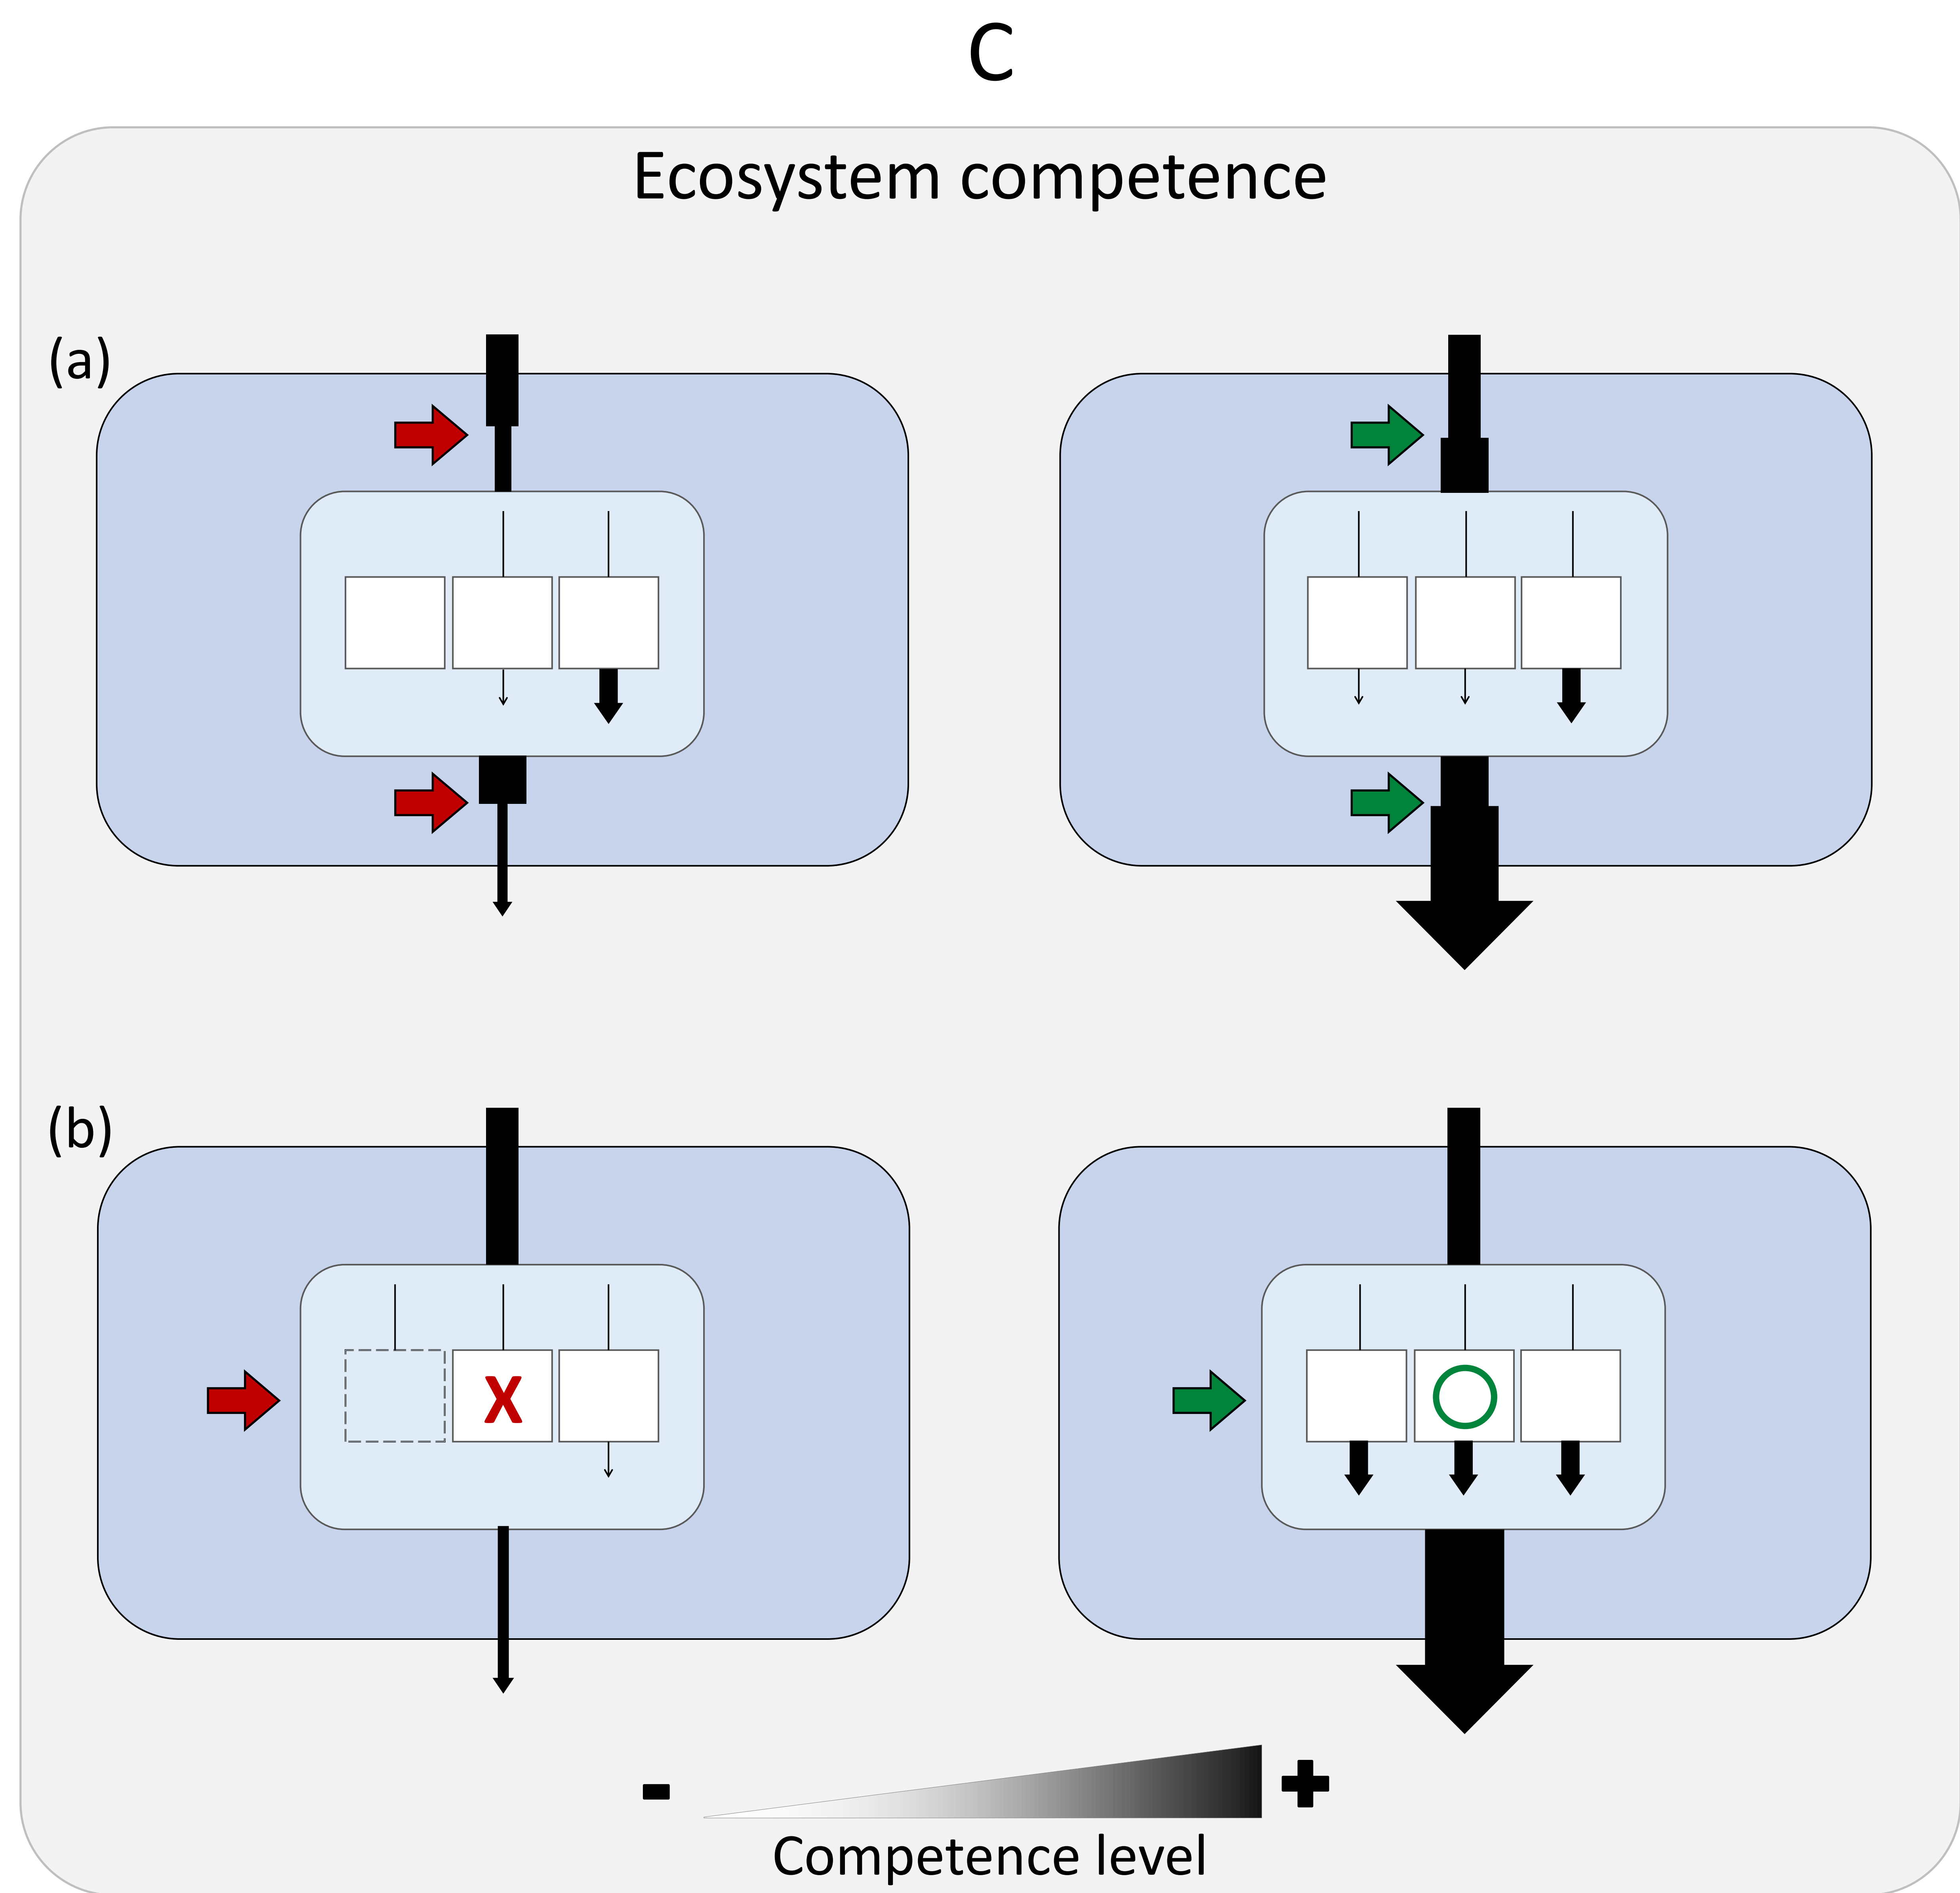 C
Ecosystem competence
(a)
(b)
X
- +
Competence level